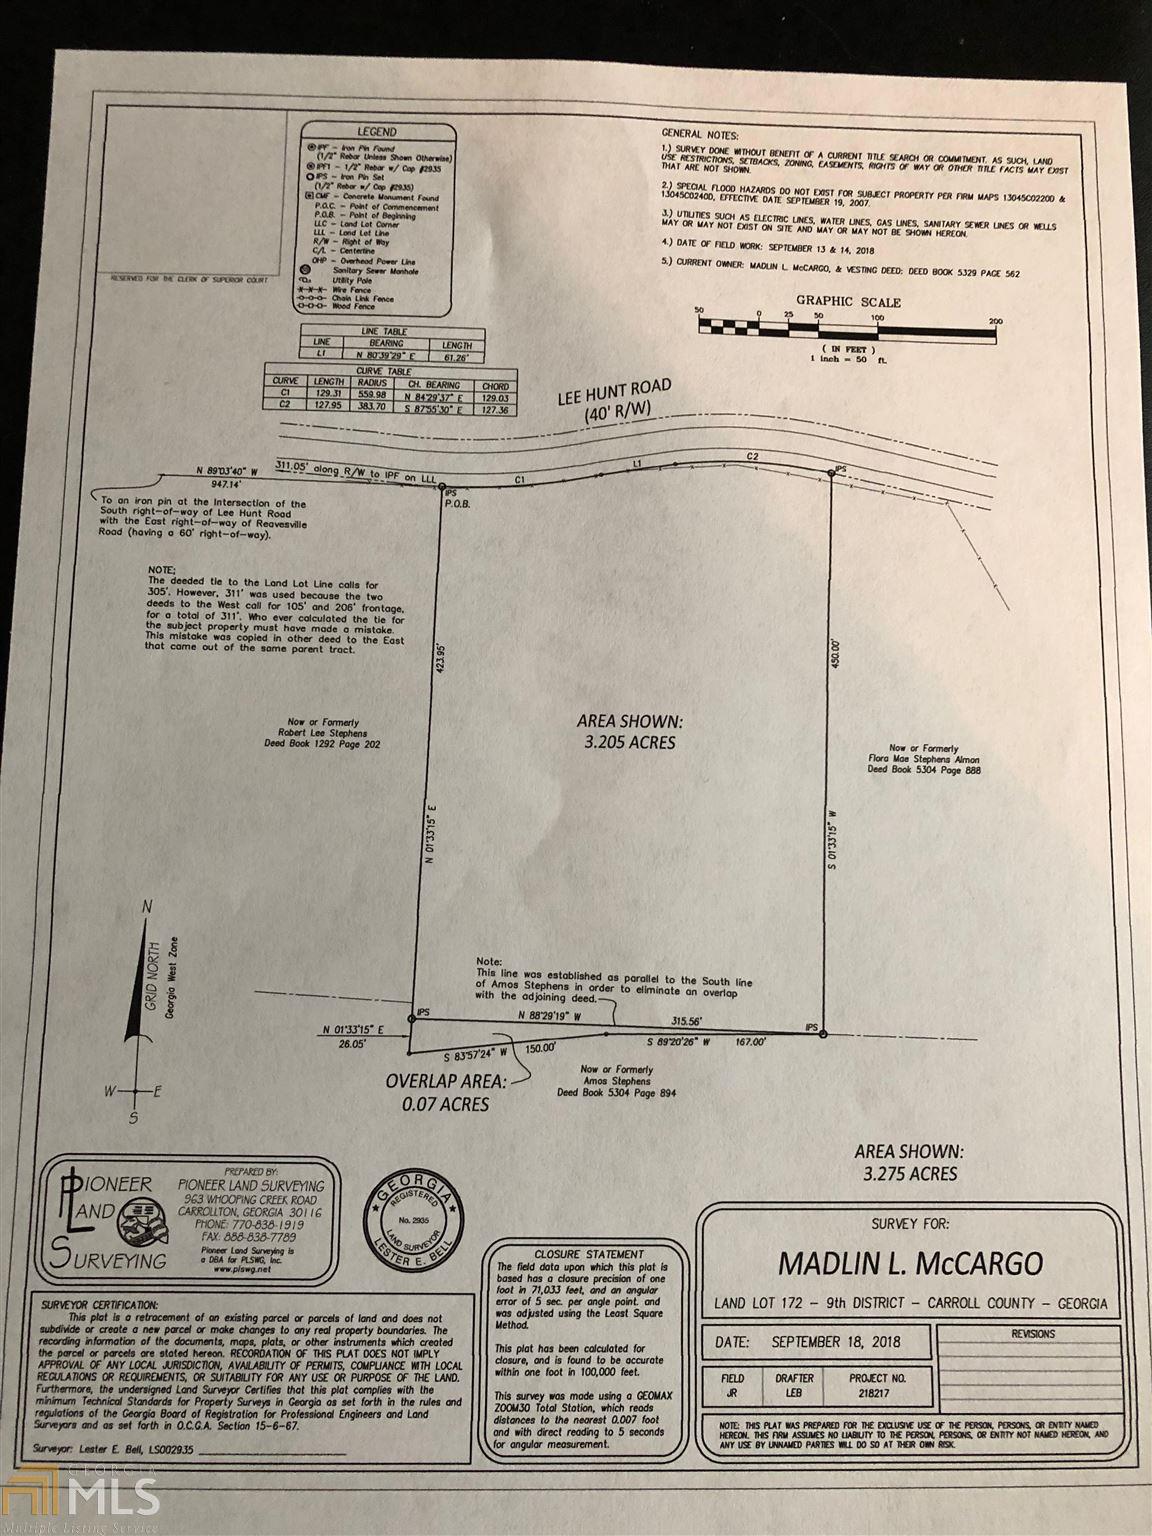 LEGEND
IPF - Iron Pin Found
(1/2" Rebar Unless Shown Otherwise)
IPF1 - 1/2" Rebar w/ Cap #2935
IPS - Iron Pin Set
(1/2" Rebar w/ Cap #2935)
CMF - Concrete Monument Found
P.O.C. - Point of Commencement
P.O.B. - Point of Beginning
LLC - Land Lot Corner
LLL - Land Lot Line
R/W - Right of Way
C/L - Centerline
OHP - Overhead Power Line
Sanitary Sewer Manhole
Utility Pole
Wire Fence
Chain Link Fence
Wood Fence
RESERVED FOR THE CLERK OF SUPERIOR COURT
GENERAL NOTES:
1.) SURVEY DONE WITHOUT BENEFIT OF A CURRENT TITLE SEARCH OR COMMITMENT. AS SUCH, LAND
USE RESTRICTIONS, SETBACKS, ZONING, EASEMENTS, RIGHTS OF WAY OR OTHER TITLE FACTS MAY EXIST
THAT ARE NOT SHOWN.
2.) SPECIAL FLOOD HAZARDS DO NOT EXIST FOR SUBJECT PROPERTY PER FIRM MAPS 13045C0220D &
13045C0240D, EFFECTIVE DATE SEPTEMBER 19, 2007.
3.) UTILITIES SUCH AS ELECTRIC LINES, WATER LINES, GAS LINES, SANITARY SEWER LINES OR WELLS
MAY OR MAY NOT EXIST ON SITE AND MAY OR MAY NOT BE SHOWN HEREON.
4.) DATE OF FIELD WORK: SEPTEMBER 13 & 14, 2018
5.) CURRENT OWNER: MADLIN L. McCARGO, & VESTING DEED: DEED BOOK 5329 PAGE 562
GRAPHIC SCALE
50 0 25 50 100 200
( IN FEET )
1 inch = 50 ft.
LINE TABLE
LINE BEARING LENGTH
L1 N 80°39'29" E 61.26'
CURVE TABLE
CURVE LENGTH RADIUS CH. BEARING CHORD
C1 129.31 559.98 N 84°29'37" E 129.03
C2 127.95 383.70 S 87°55'30" E 127.36
LEE HUNT ROAD
(40' R/W)
N 89°03'40" W
947.14'
311.05' along R/W to IPF on LLL
C1
L1
C2
IPS
IPS
P.O.B.
To an iron pin at the Intersection of the
South right-of-way of Lee Hunt Road
with the East right-of-way of Reavesville
Road (having a 60' right-of-way).
NOTE;
The deeded tie to the Land Lot Line calls for
305'. However, 311' was used because the two
deeds to the West call for 105' and 206' frontage,
for a total of 311'. Who ever calculated the tie for
the subject property must have made a mistake.
This mistake was copied in other deed to the East
that came out of the same parent tract.
423.95'
450.00'
AREA SHOWN:
3.205 ACRES
Now or Formerly
Robert Lee Stephens
Deed Book 1292 Page 202
Now or Formerly
Flora Mae Stephens Almon
Deed Book 5304 Page 888
N 01°33'15" E
S 01°33'15" W
N
GRID NORTH
Georgia West Zone
W E
S
Note:
This line was established as parallel to the South line
of Amos Stephens in order to eliminate an overlap
with the adjoining deed.
IPS
N 88°29'19" W
315.56'
IPS
N 01°33'15" E
26.05'
S 83°57'24" W
150.00'
S 89°20'26" W
167.00'
OVERLAP AREA:
0.07 ACRES
Now or Formerly
Amos Stephens
Deed Book 5304 Page 894
AREA SHOWN:
3.275 ACRES
PIONEER
LAND
SURVEYING
PREPARED BY:
PIONEER LAND SURVEYING
963 WHOOPING CREEK ROAD
CARROLLTON, GEORGIA 30116
PHONE: 770-838-1919
FAX: 888-838-7789
Pioneer Land Surveying is
a DBA for PLSWG, Inc.
www.plswg.net
GEORGIA
REGISTERED
No. 2935
LAND SURVEYOR
LESTER E. BELL
SURVEYOR CERTIFICATION:
This plat is a retracement of an existing parcel or parcels of land and does not
subdivide or create a new parcel or make changes to any real property boundaries. The
recording information of the documents, maps, plats, or other instruments which created
the parcel or parcels are stated hereon. RECORDATION OF THIS PLAT DOES NOT IMPLY
APPROVAL OF ANY LOCAL JURISDICTION, AVAILABILITY OF PERMITS, COMPLIANCE WITH LOCAL
REGULATIONS OR REQUIREMENTS, OR SUITABILITY FOR ANY USE OR PURPOSE OF THE LAND.
Furthermore, the undersigned Land Surveyor Certifies that this plat complies with the
minimum Technical Standards for Property Surveys in Georgia as set forth in the rules and
regulations of the Georgia Board of Registration for Professional Engineers and Land
Surveyors and as set forth in O.C.G.A. Section 15-6-67.
Surveyor: Lester E. Bell, LS002935
CLOSURE STATEMENT
The field data upon which this plat is
based has a closure precision of one
foot in 71,033 feet, and an angular
error of 5 sec. per angle point. and
was adjusted using the Least Square
Method.
This plat has been calculated for
closure, and is found to be accurate
within one foot in 100,000 feet.
This survey was made using a GEOMAX
ZOOM30 Total Station, which reads
distances to the nearest 0.007 foot
and with direct reading to 5 seconds
for angular measurement.
SURVEY FOR:
MADLIN L. McCARGO
LAND LOT 172 - 9th DISTRICT - CARROLL COUNTY - GEORGIA
DATE: SEPTEMBER 18, 2018
REVISIONS
FIELD DRAFTER PROJECT NO.
JR LEB 218217
NOTE: THIS PLAT WAS PREPARED FOR THE EXCLUSIVE USE OF THE PERSON, PERSONS, OR ENTITY NAMED
HEREON. THIS FIRM ASSUMES NO LIABILITY TO THE PERSON, PERSONS, OR ENTITY NOT NAMED HEREON, AND
ANY USE BY UNNAMED PARTIES WILL DO SO AT THEIR OWN RISK.
GEORGIA
MLS
Multiple Listing Service